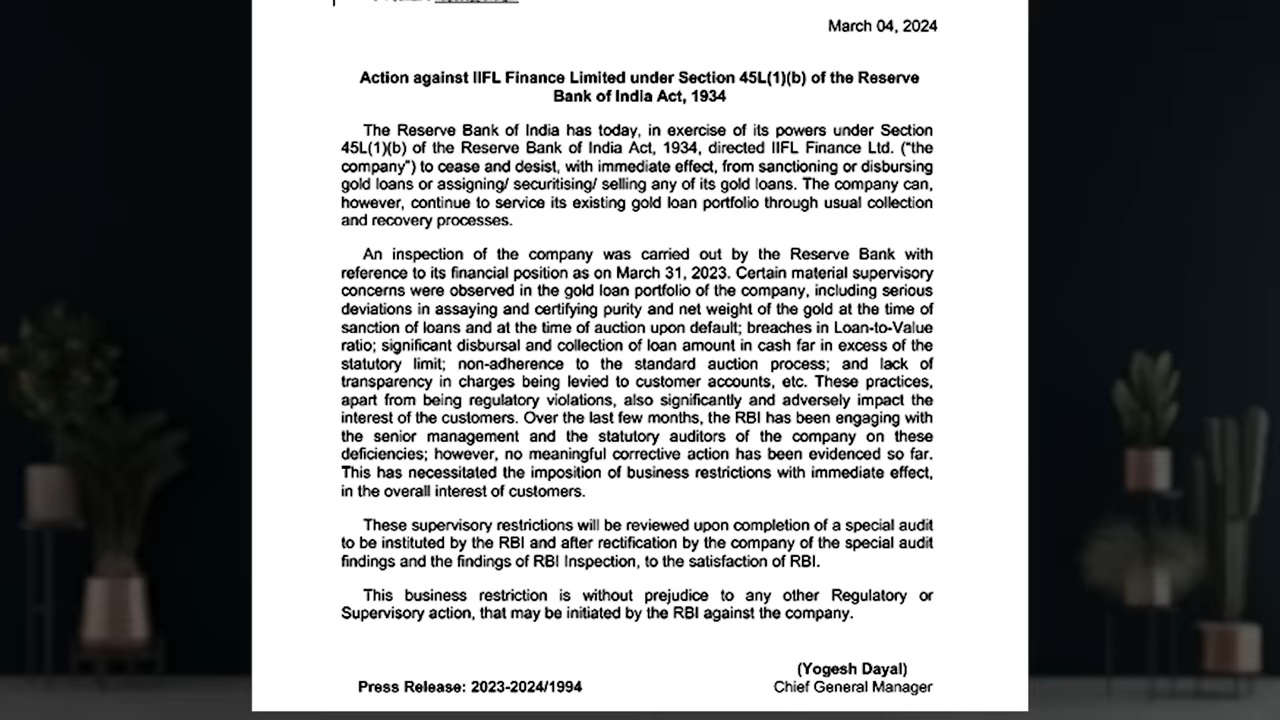 March 04, 2024
Action against IIFL Finance Limited under Section 45L(1)(b) of the Reserve
Bank of India Act, 1934
The Reserve Bank of India has today, in exercise of its powers under Section
45L(1)(b) of the Reserve Bank of India Act, 1934, directed IIFL Finance Ltd. (“the
company”) to cease and desist, with immediate effect, from sanctioning or disbursing
gold loans or assigning/ securitising/ selling any of its gold loans. The company can,
however, continue to service its existing gold loan portfolio through usual collection
and recovery processes.
An inspection of the company was carried out by the Reserve Bank with
reference to its financial position as on March 31, 2023. Certain material supervisory
concerns were observed in the gold loan portfolio of the company, including serious
deviations in assaying and certifying purity and net weight of the gold at the time of
sanction of loans and at the time of auction upon default; breaches in Loan-to-Value
ratio; significant disbursal and collection of loan amount in cash far in excess of the
statutory limit; non-adherence to the standard auction process; and lack of
transparency in charges being levied to customer accounts, etc. These practices,
apart from being regulatory violations, also significantly and adversely impact the
interest of the customers. Over the last few months, the RBI has been engaging with
the senior management and the statutory auditors of the company on these
deficiencies; however, no meaningful corrective action has been evidenced so far.
This has necessitated the imposition of business restrictions with immediate effect,
in the overall interest of customers.
These supervisory restrictions will be reviewed upon completion of a special audit
to be instituted by the RBI and after rectification by the company of the special audit
findings and the findings of RBI Inspection, to the satisfaction of RBI.
This business restriction is without prejudice to any other Regulatory or
Supervisory action, that may be initiated by the RBI against the company.
(Yogesh Dayal)
Press Release: 2023-2024/1994 Chief General Manager